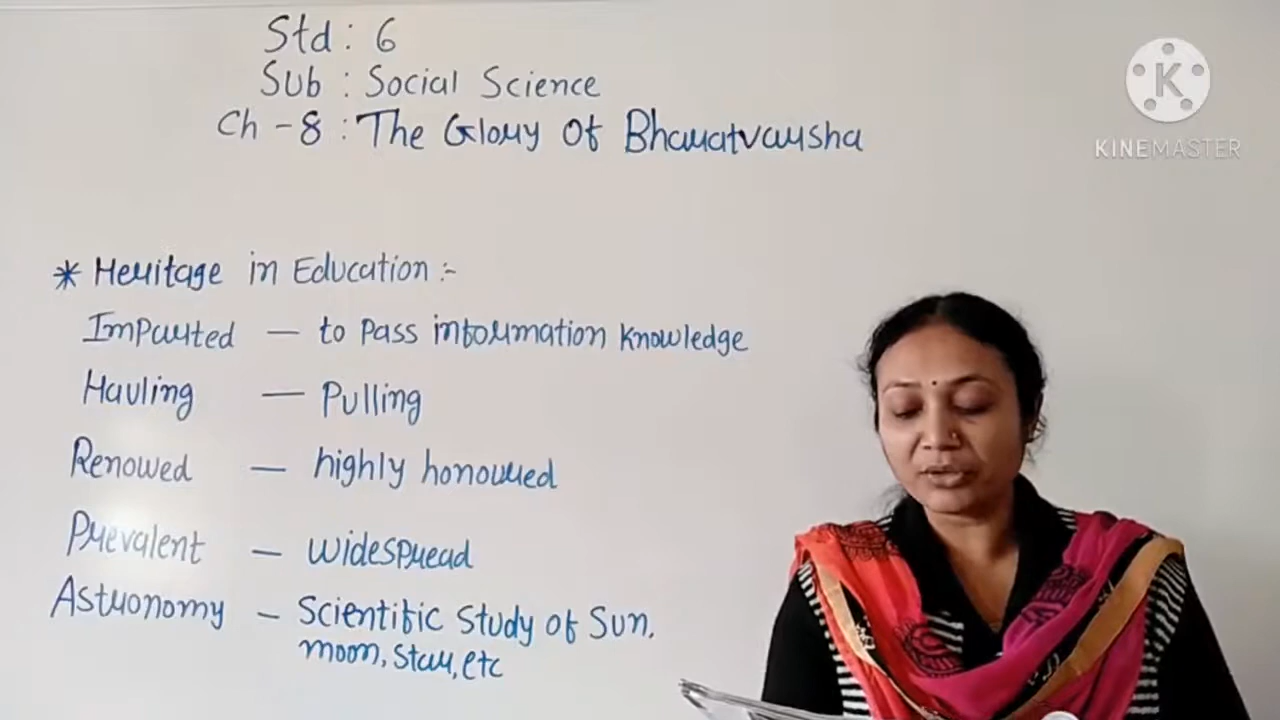 Std : 6
Sub : Social Science
Ch - 8 : The Glory Of Bharatvarsha
KINEMASTER
* Heritage in Education :-
Imparted — to pass information knowledge
Hauling — Pulling
Renowed — highly honoured
Prevalent — widespread
Astronomy — Scientific study of Sun,
moon, star, etc